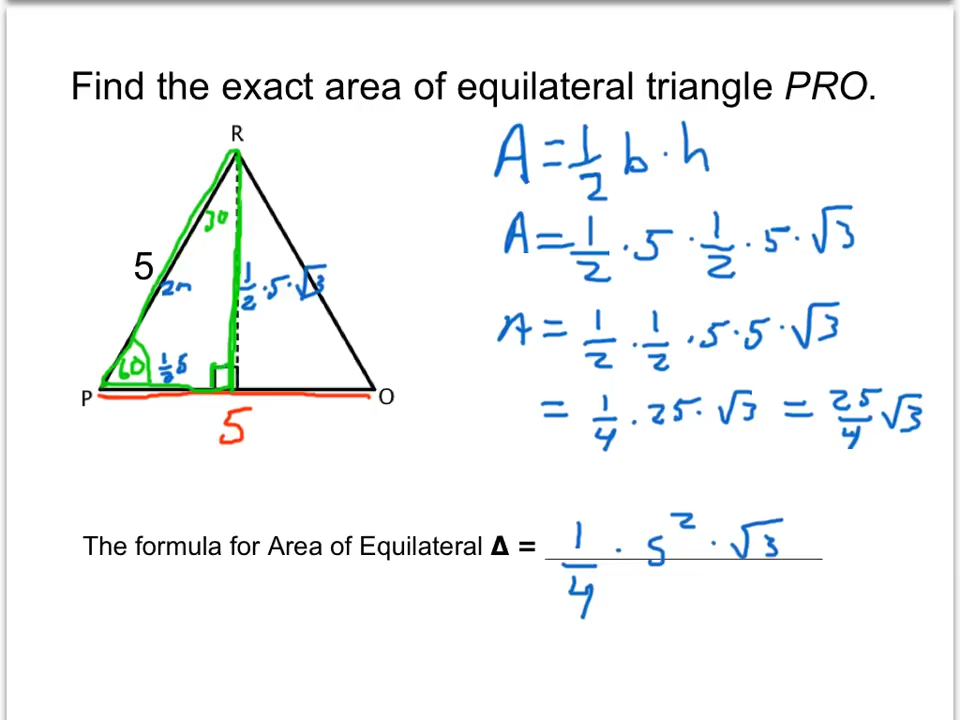 Find the exact area of equilateral triangle PRO.
R
A = 1/2 b · h
30
A = 1/2 · 5 · 1/2 · 5 · √3
5
2n
1/2 · 5 · √3
A = 1/2 · 1/2 · 5 · 5 · √3
60
P
O
5
= 1/4 · 25 · √3 = 25/4 √3
The formula for Area of Equilateral Δ = 1/4 · s² · √3